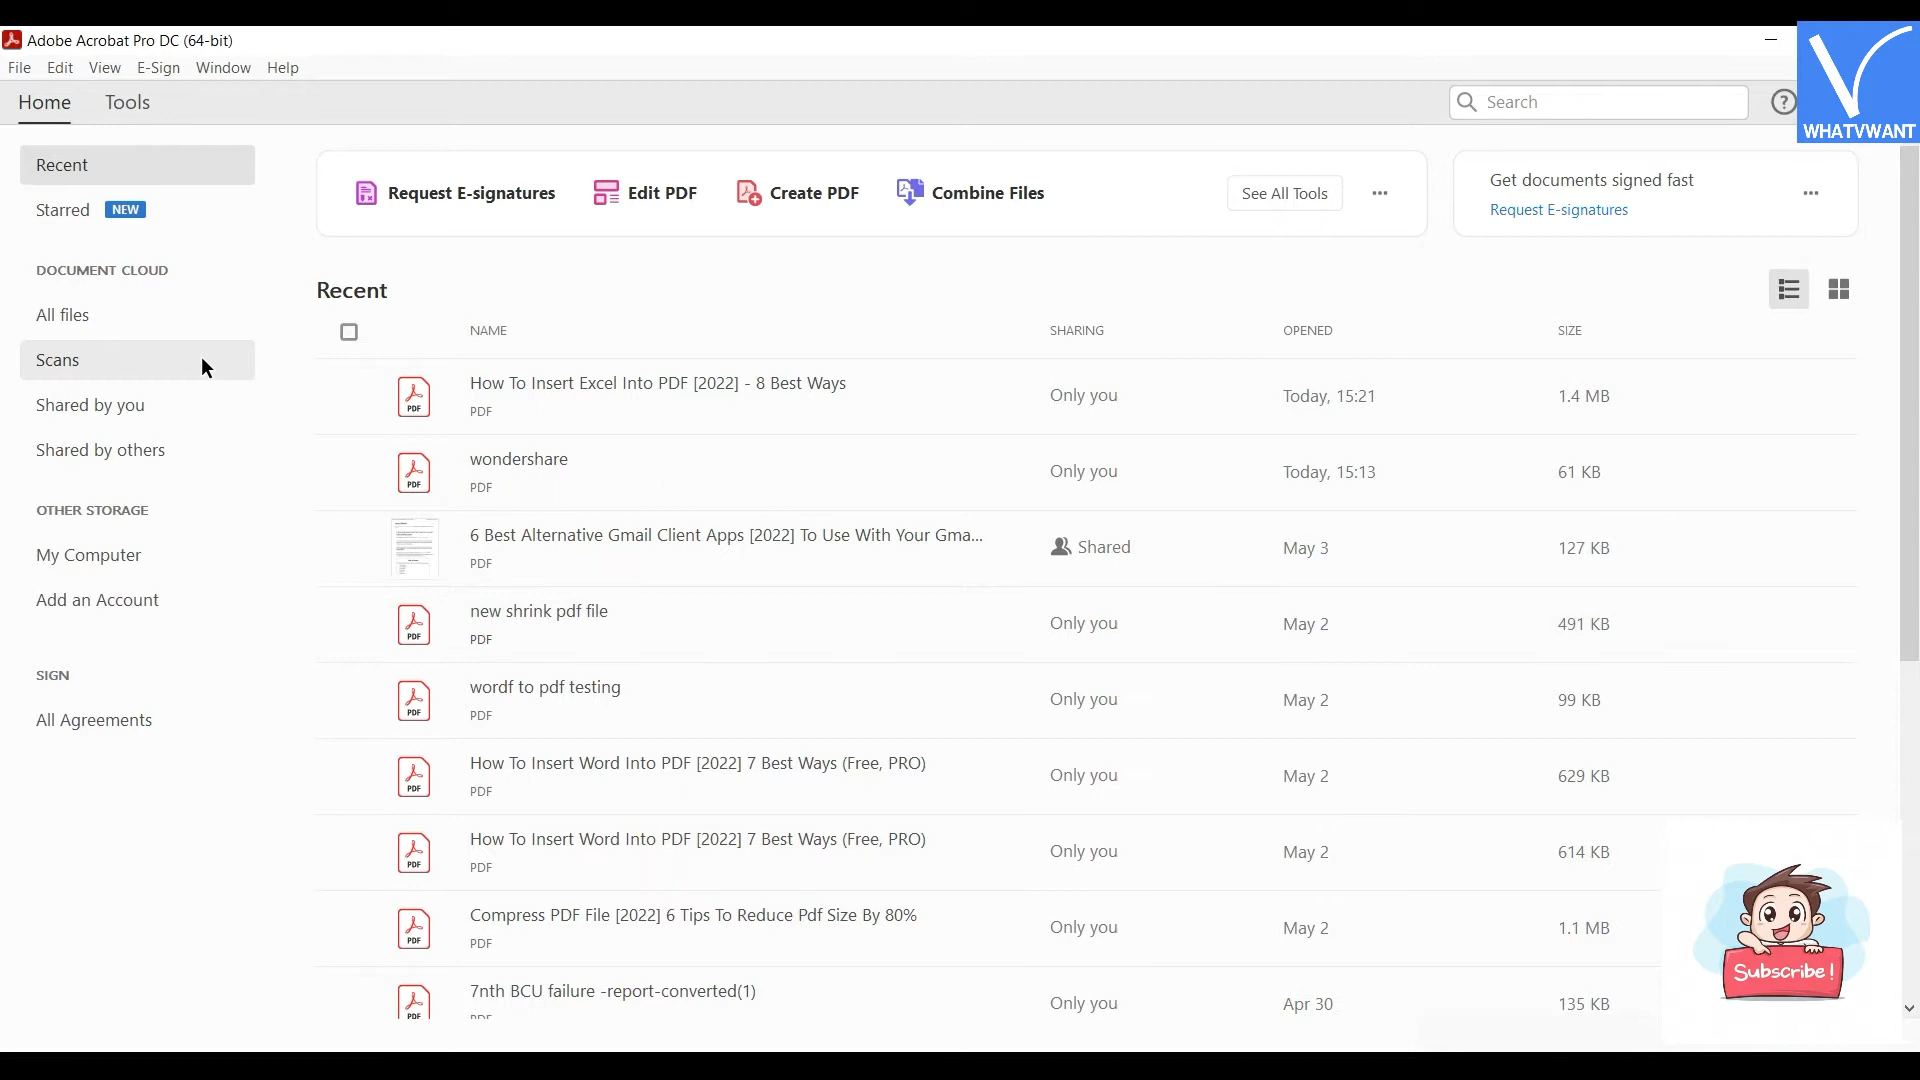 Adobe Acrobat Pro DC (64-bit)
File Edit View E-Sign Window Help
Home Tools
Search
?
WHATVWANT
Recent
Starred NEW
DOCUMENT CLOUD
All files
Scans
Shared by you
Shared by others
OTHER STORAGE
My Computer
Add an Account
SIGN
All Agreements
Request E-signatures Edit PDF Create PDF Combine Files See All Tools
Get documents signed fast
Request E-signatures
Recent
NAME SHARING OPENED SIZE
How To Insert Excel Into PDF [2022] - 8 Best Ways Only you Today, 15:21 1.4 MB
PDF PDF
wondershare Only you Today, 15:13 61 KB
PDF PDF
6 Best Alternative Gmail Client Apps [2022] To Use With Your Gma... Shared May 3 127 KB
PDF
new shrink pdf file Only you May 2 491 KB
PDF PDF
wordf to pdf testing Only you May 2 99 KB
PDF PDF
How To Insert Word Into PDF [2022] 7 Best Ways (Free, PRO) Only you May 2 629 KB
PDF PDF
How To Insert Word Into PDF [2022] 7 Best Ways (Free, PRO) Only you May 2 614 KB
PDF PDF
Compress PDF File [2022] 6 Tips To Reduce Pdf Size By 80% Only you May 2 1.1 MB
PDF PDF
7nth BCU failure -report-converted(1) Only you Apr 30 135 KB
PDF PDF
Subscribe !